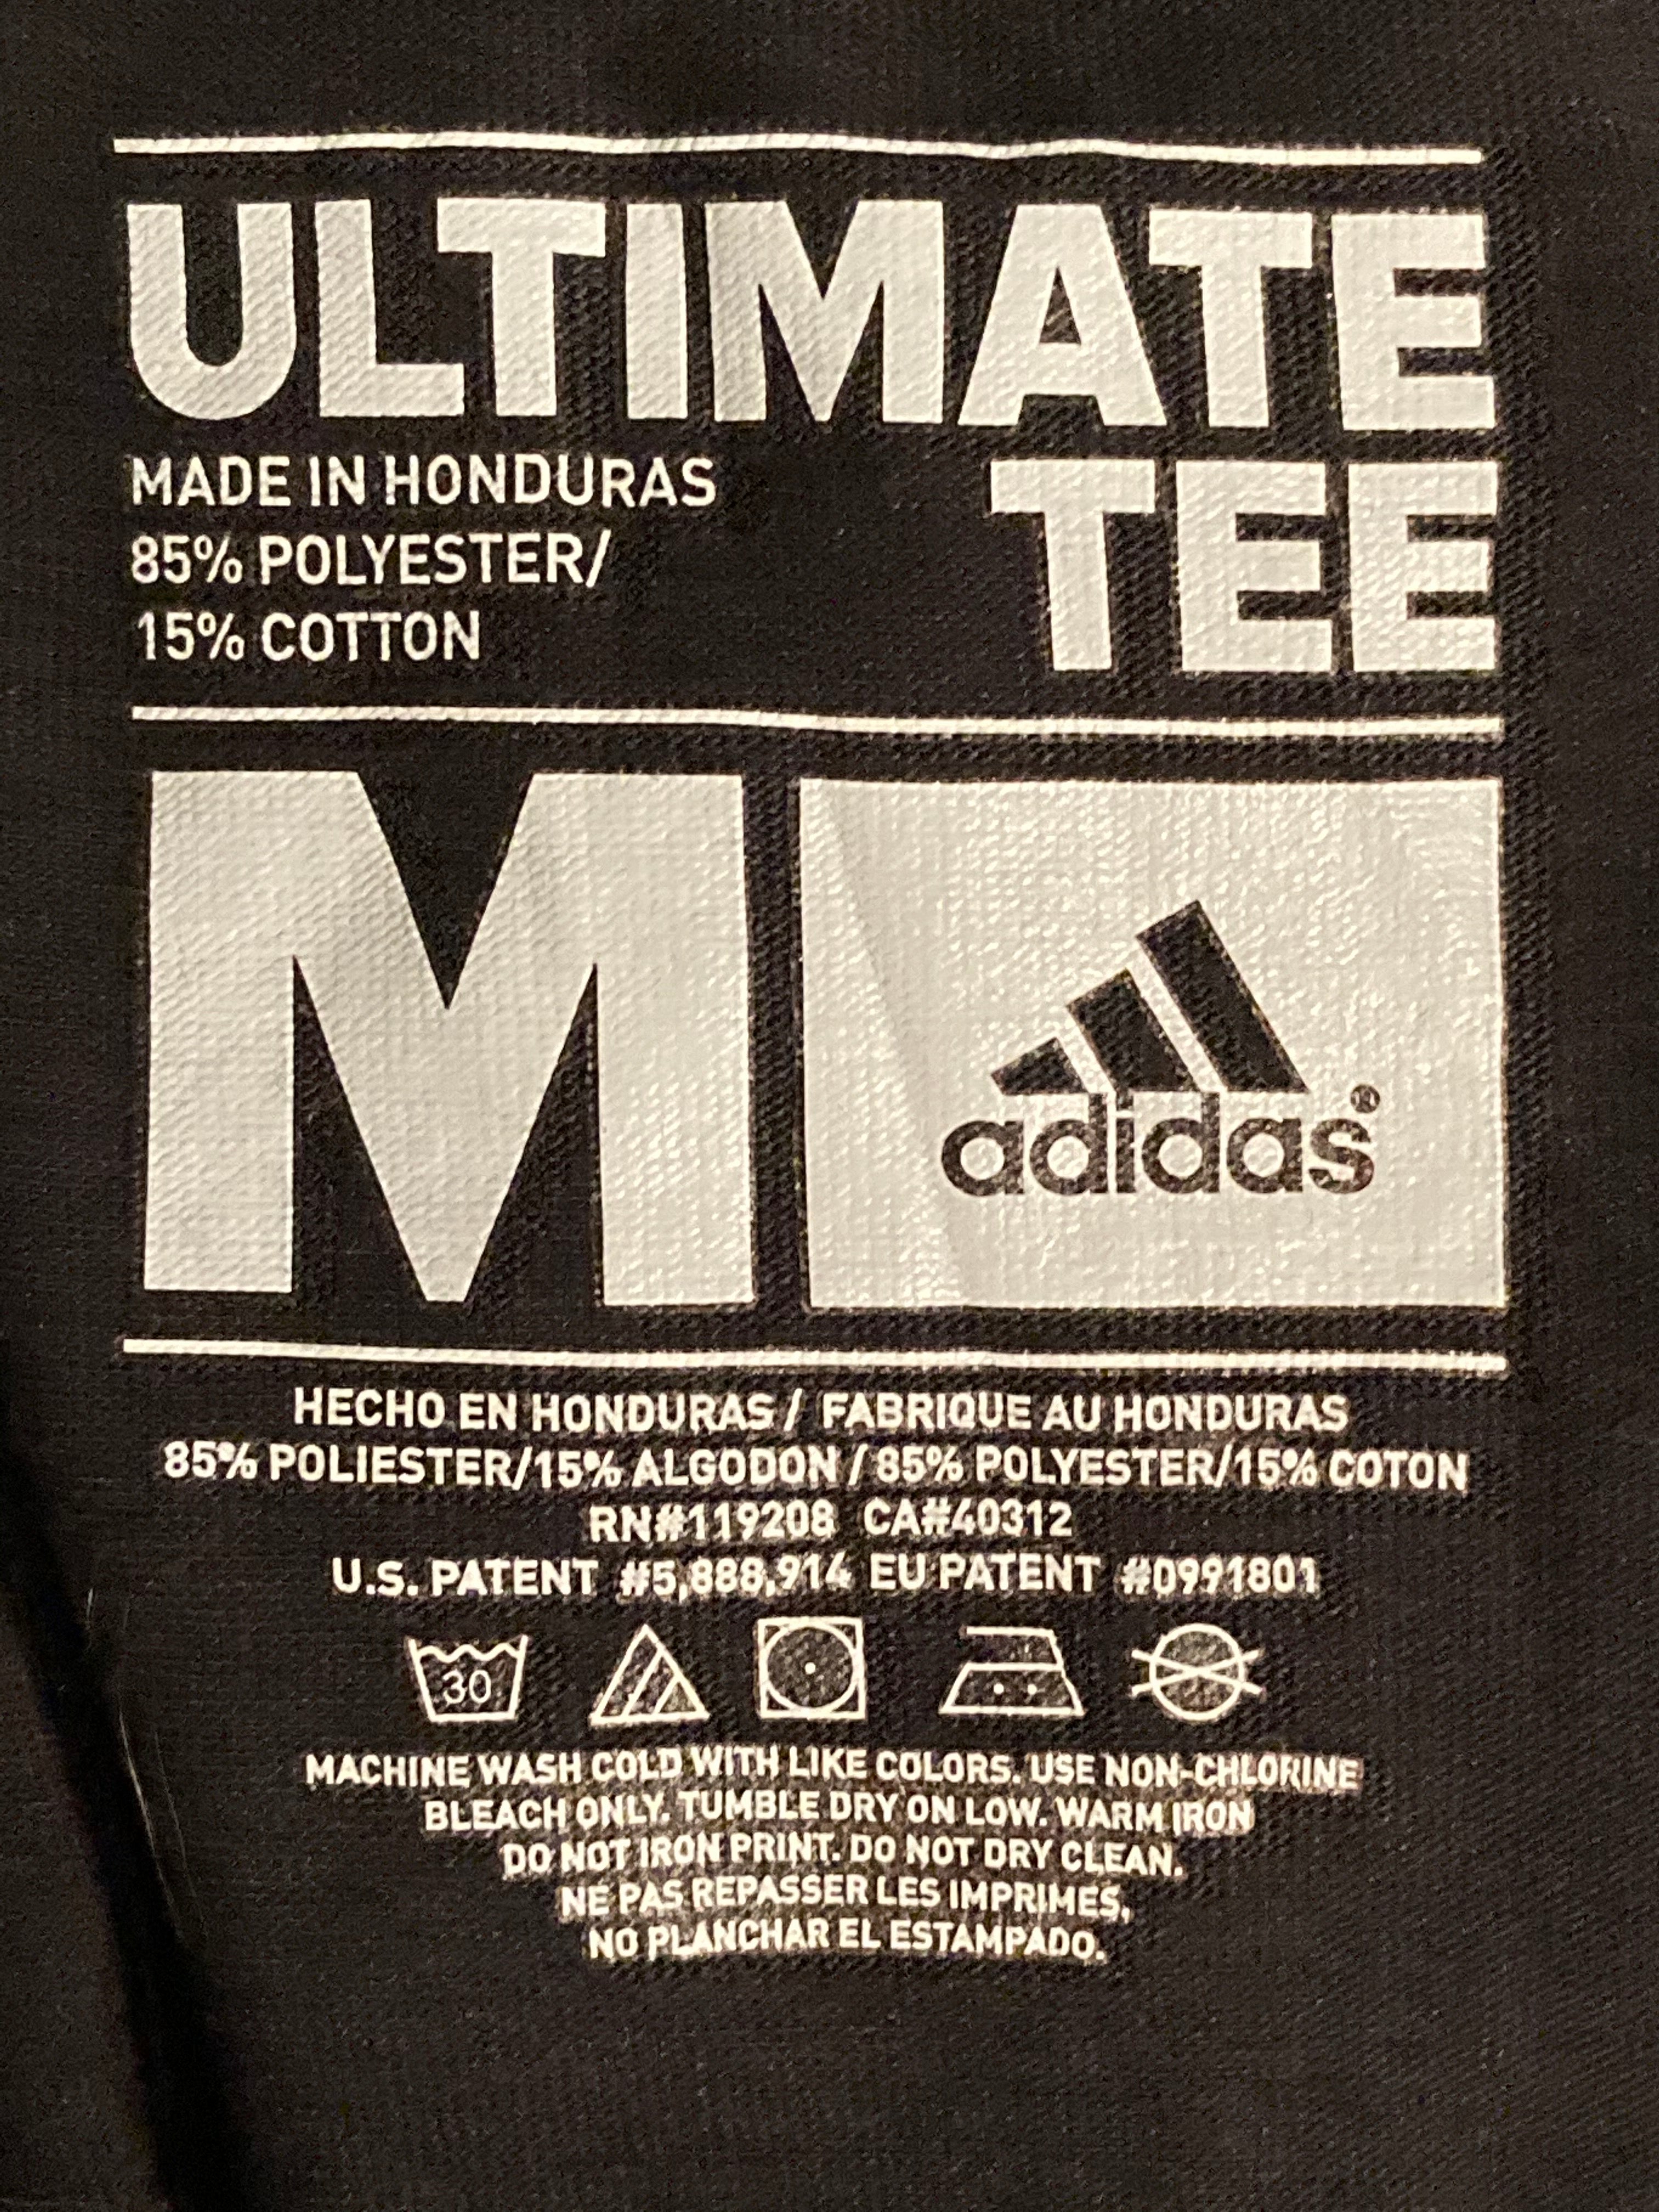 ULTIMATE
TEE
MADE IN HONDURAS
85% POLYESTER/
15% COTTON
M
adidas®
HECHO EN HONDURAS / FABRIQUE AU HONDURAS
85% POLIESTER/15% ALGODON / 85% POLYESTER/15% COTON
RN#119208 CA#40312
U.S. PATENT #5,888,914 EU PATENT #0991801
30
MACHINE WASH COLD WITH LIKE COLORS. USE NON-CHLORINE
BLEACH ONLY. TUMBLE DRY ON LOW. WARM IRON
DO NOT IRON PRINT. DO NOT DRY CLEAN.
NE PAS REPASSER LES IMPRIMES,
NO PLANCHAR EL ESTAMPADO.